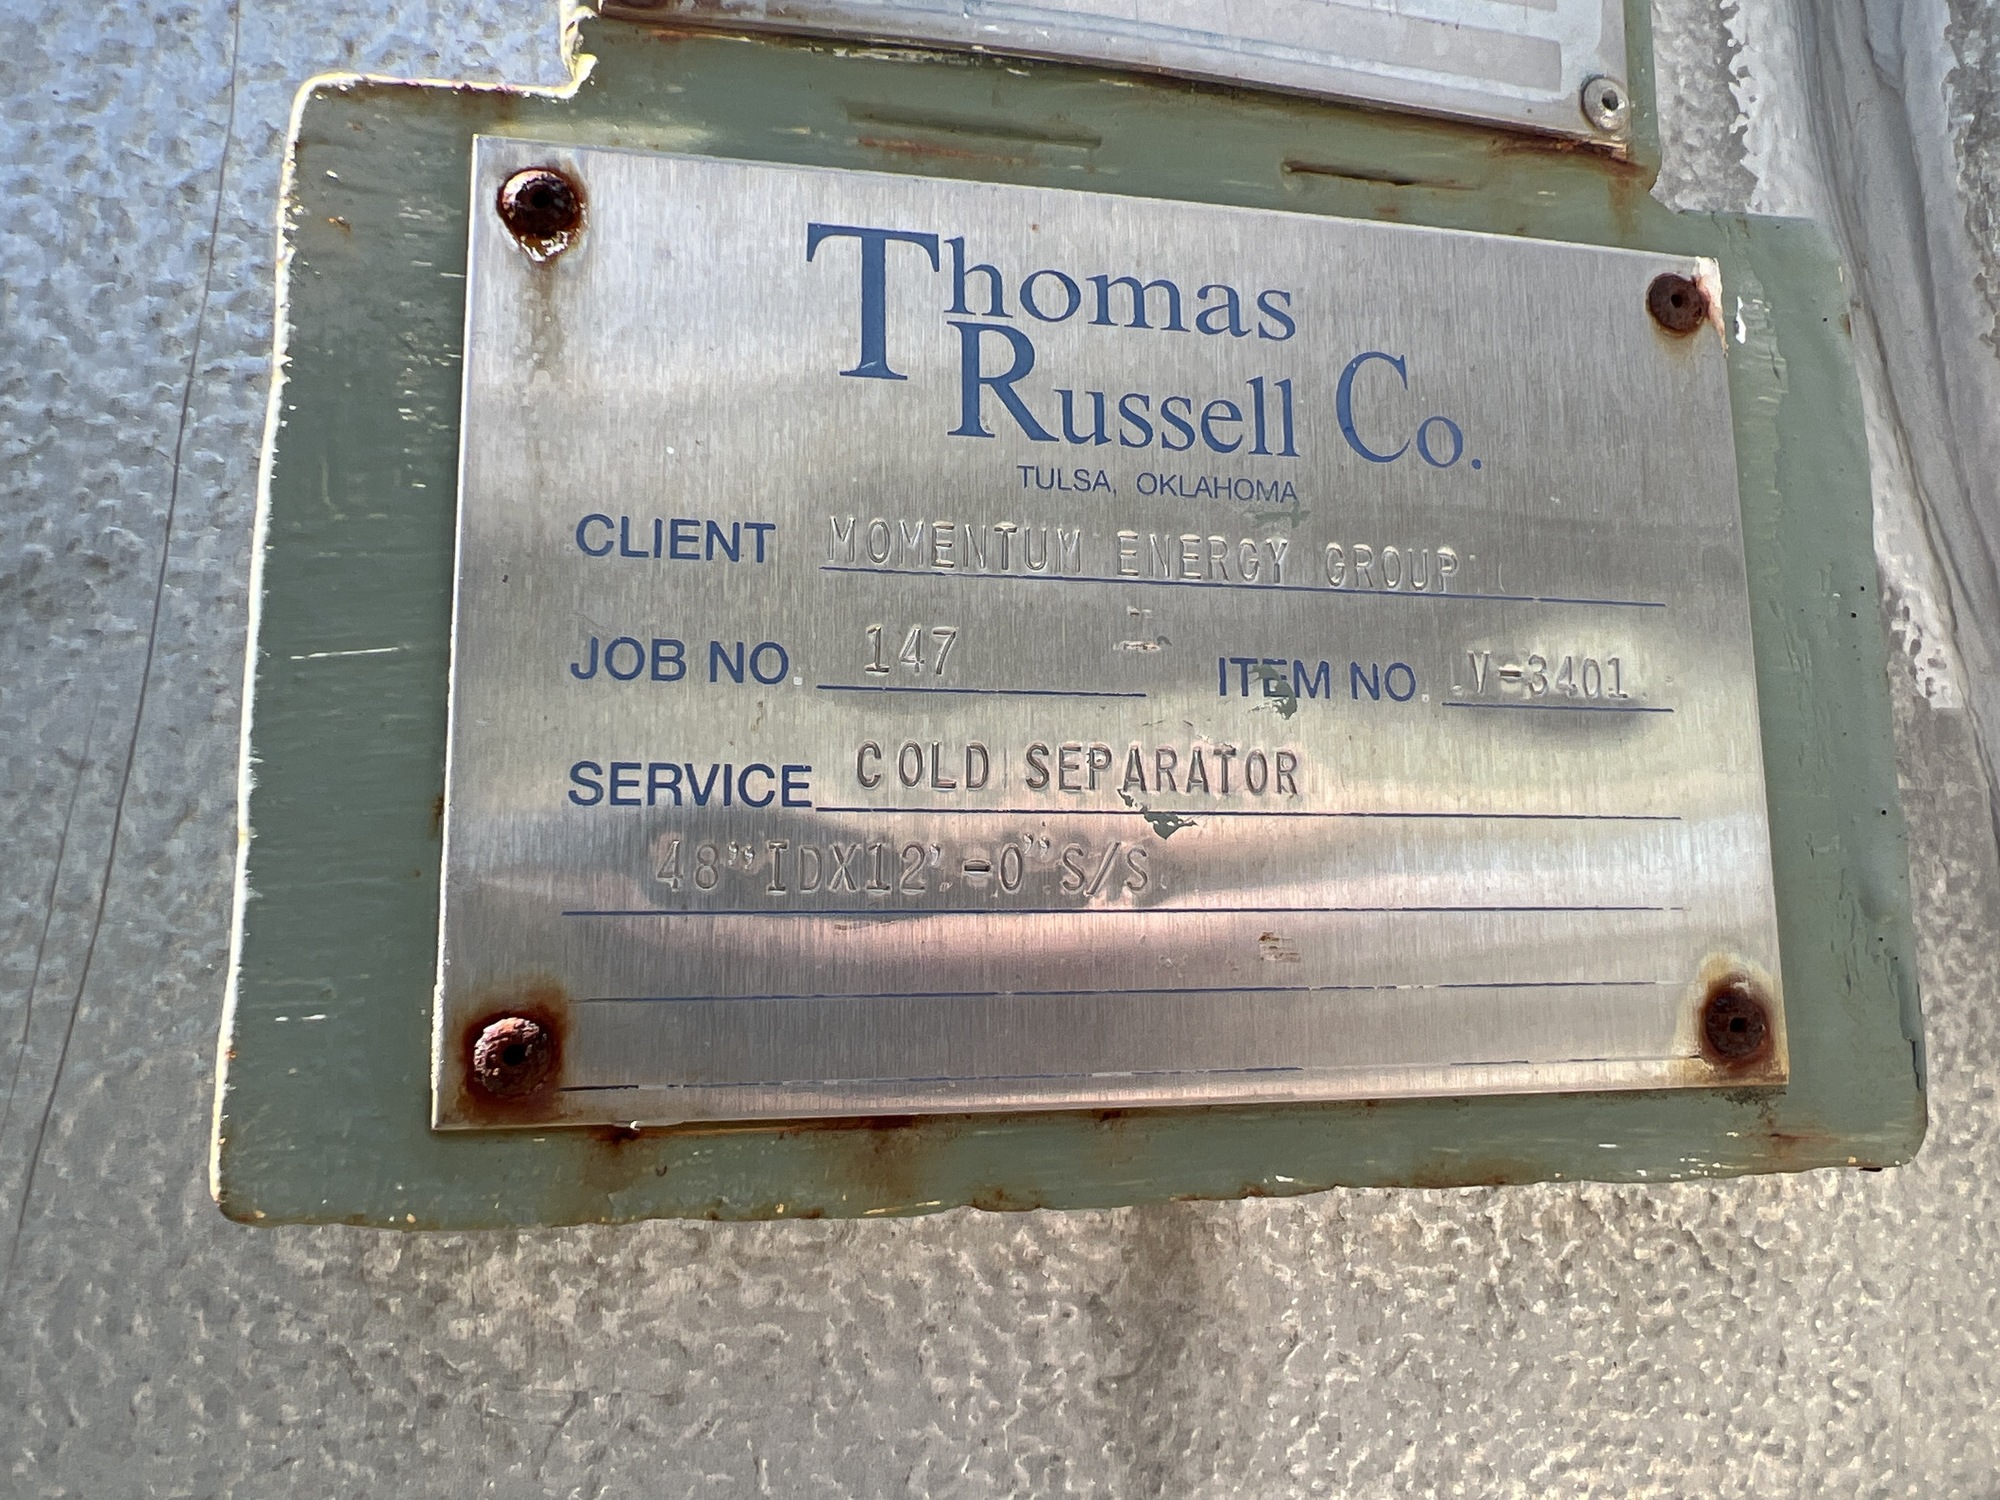 Thomas
Russell Co.
TULSA, OKLAHOMA
CLIENT MOMENTUM ENERGY GROUP
JOB NO. 147 ITEM NO. V-3401
SERVICE COLD SEPARATOR
48"IDX12'-0"S/S